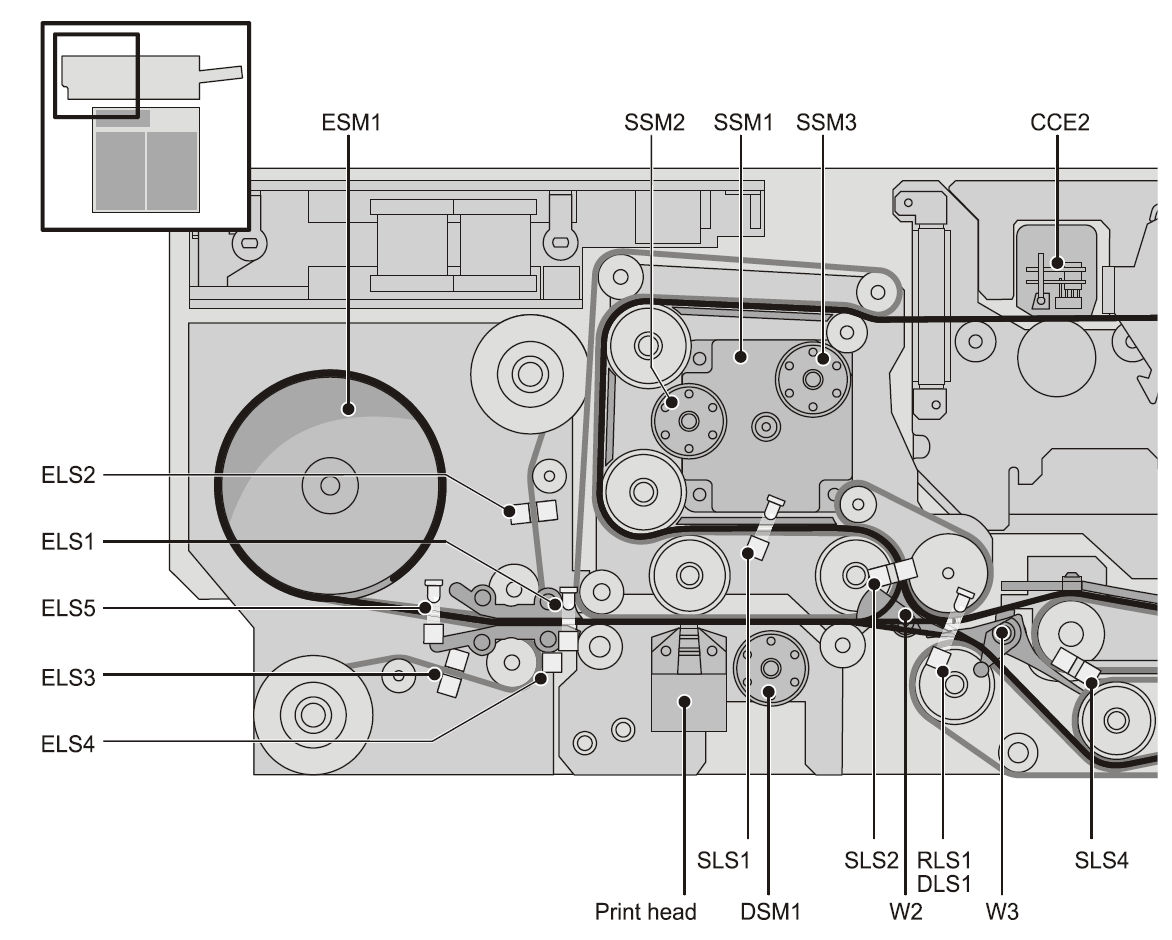 ESM1
SSM2
SSM1
SSM3
CCE2
ELS2
ELS1
ELS5
ELS3
ELS4
SLS1
SLS2
RLS1
SLS4
DLS1
Print head
DSM1
W2
W3